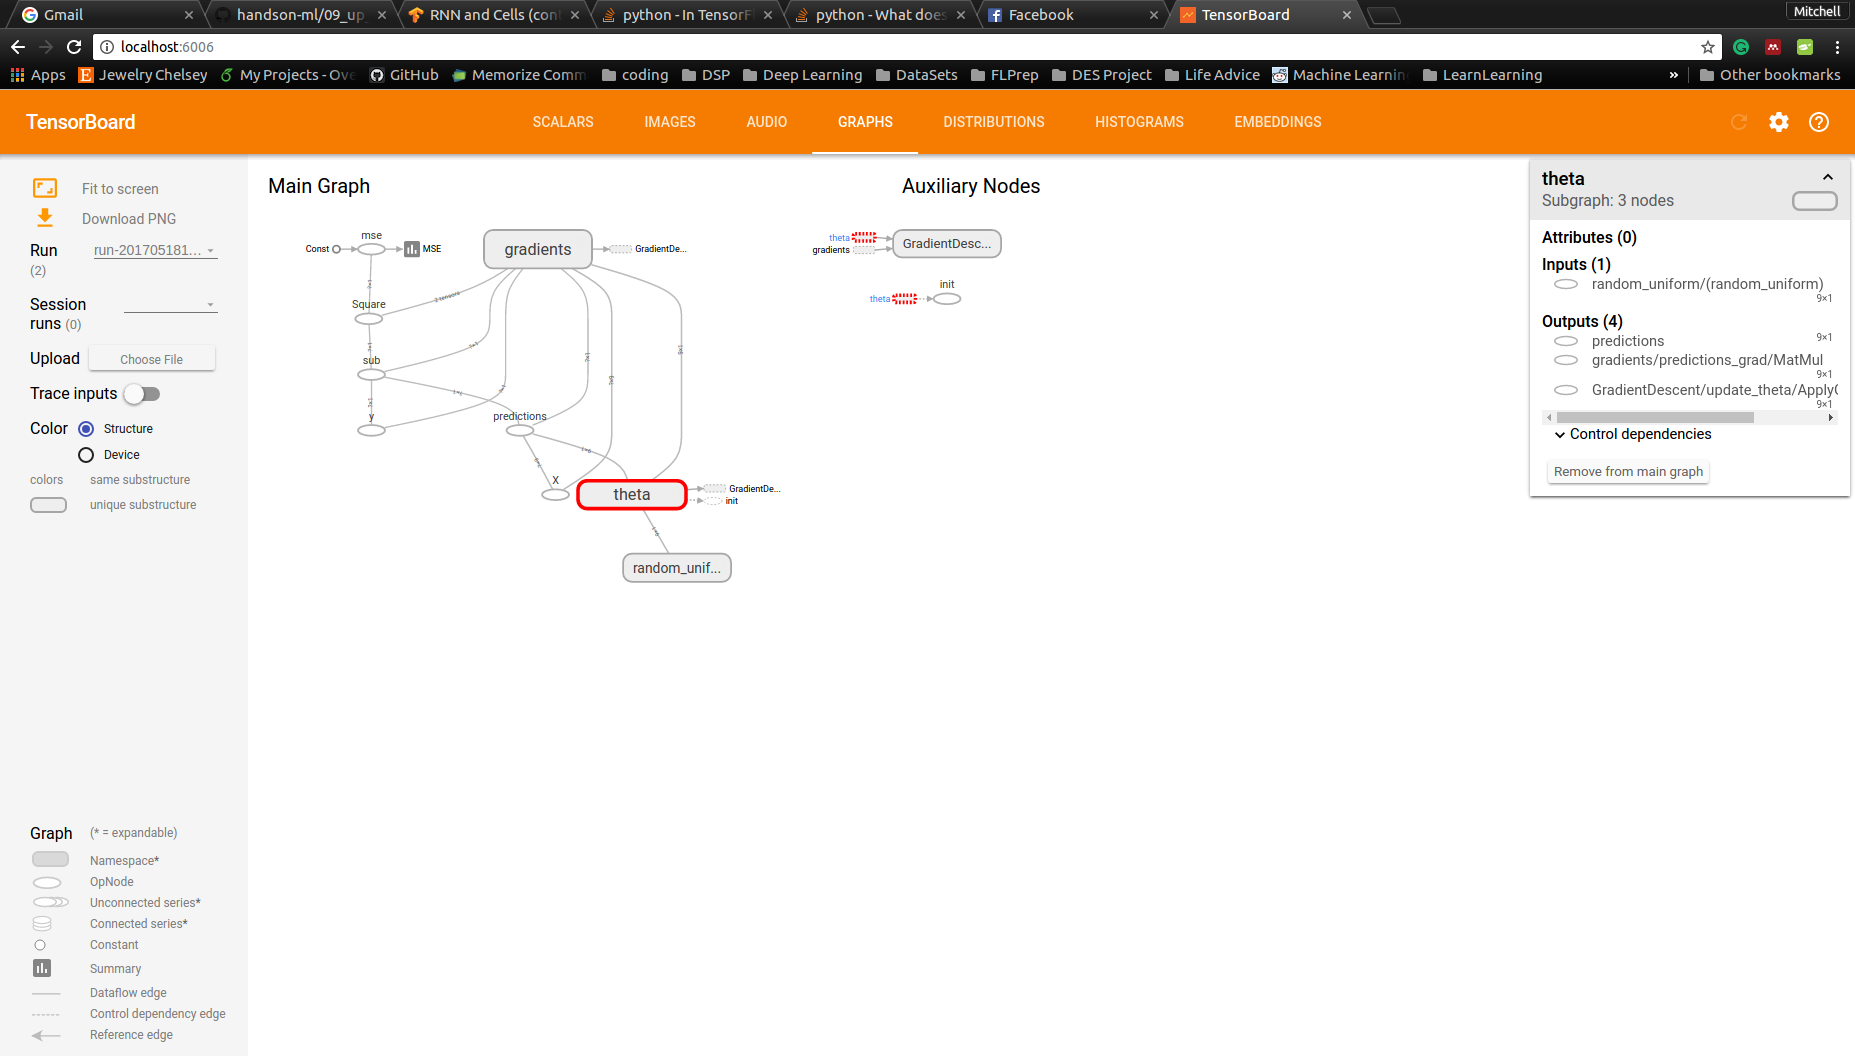 Gmail
handson-ml/09_up
RNN and Cells (con
python - In TensorFl
python - What does
Facebook
TensorBoard
Mitchell
localhost:6006
Apps
Jewelry Chelsey
My Projects - Ove
GitHub
Memorize Comm
coding
DSP
Deep Learning
DataSets
FLPrep
DES Project
Life Advice
Machine Learnin
LearnLearning
»
Other bookmarks
TensorBoard
SCALARS
IMAGES
AUDIO
GRAPHS
DISTRIBUTIONS
HISTOGRAMS
EMBEDDINGS
Fit to screen
Download PNG
Run
(2)
run-201705181...
Session
runs (0)
Upload
Choose File
Trace inputs
Color
Structure
Device
colors
same substructure
unique substructure
Graph
(* = expandable)
Namespace*
OpNode
Unconnected series*
Connected series*
Constant
Summary
Dataflow edge
Control dependency edge
Reference edge
Main Graph
mse
Const
MSE
gradients
GradientDe...
2 tensors
Square
sub
y
predictions
X
theta
GradientDe...
init
random_unif...
Auxiliary Nodes
theta
gradients
GradientDesc...
init
theta
theta
Subgraph: 3 nodes
Attributes (0)
Inputs (1)
random_uniform/(random_uniform)
9×1
Outputs (4)
9×1
predictions
gradients/predictions_grad/MatMul
9×1
GradientDescent/update_theta/Apply
9×1
Control dependencies
Remove from main graph